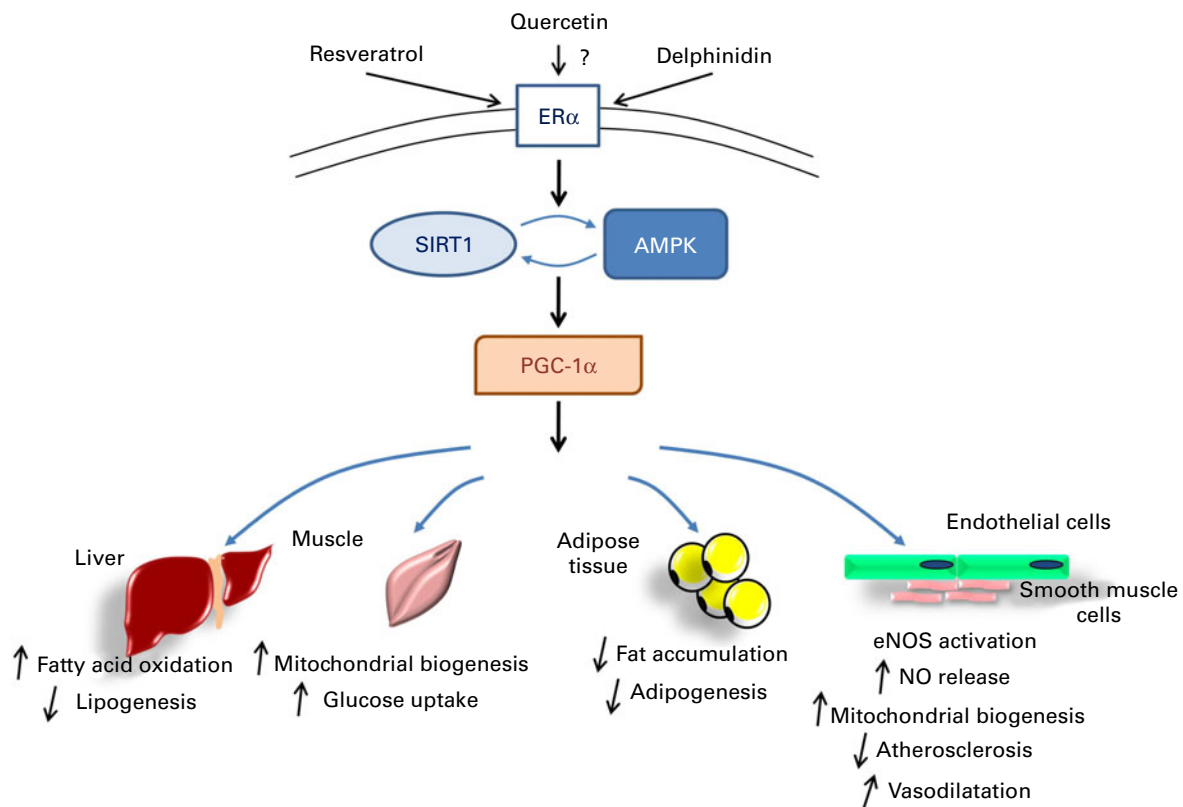 Quercetin
?
Resveratrol
Delphinidin
ERα
SIRT1
AMPK
PGC-1α
Liver
Muscle
Adipose
tissue
Endothelial cells
Smooth muscle
cells
↑ Fatty acid oxidation
↓ Lipogenesis
↑ Mitochondrial biogenesis
↑ Glucose uptake
↓ Fat accumulation
↓ Adipogenesis
eNOS activation
↑ NO release
↑ Mitochondrial biogenesis
↓ Atherosclerosis
↑ Vasodilatation